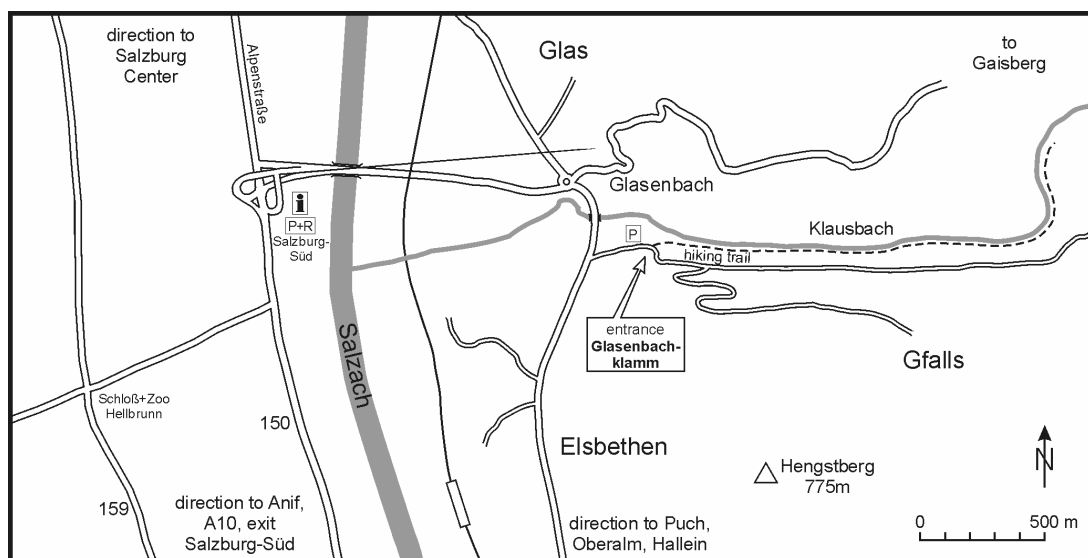 direction to
Salzburg
Center
Alpenstraße
Glas
to
Gaisberg
Glasenbach
i
P+R
Salzburg-
Süd
P
Klausbach
hiking trail
Salzach
entrance
Glasenbach-
klamm
Gfalls
Schloß+Zoo
Hellbrunn
150
Elsbethen
159
direction to Anif,
A10, exit
Salzburg-Süd
direction to Puch,
Oberalm, Hallein
Hengstberg
775m
N
0 500 m